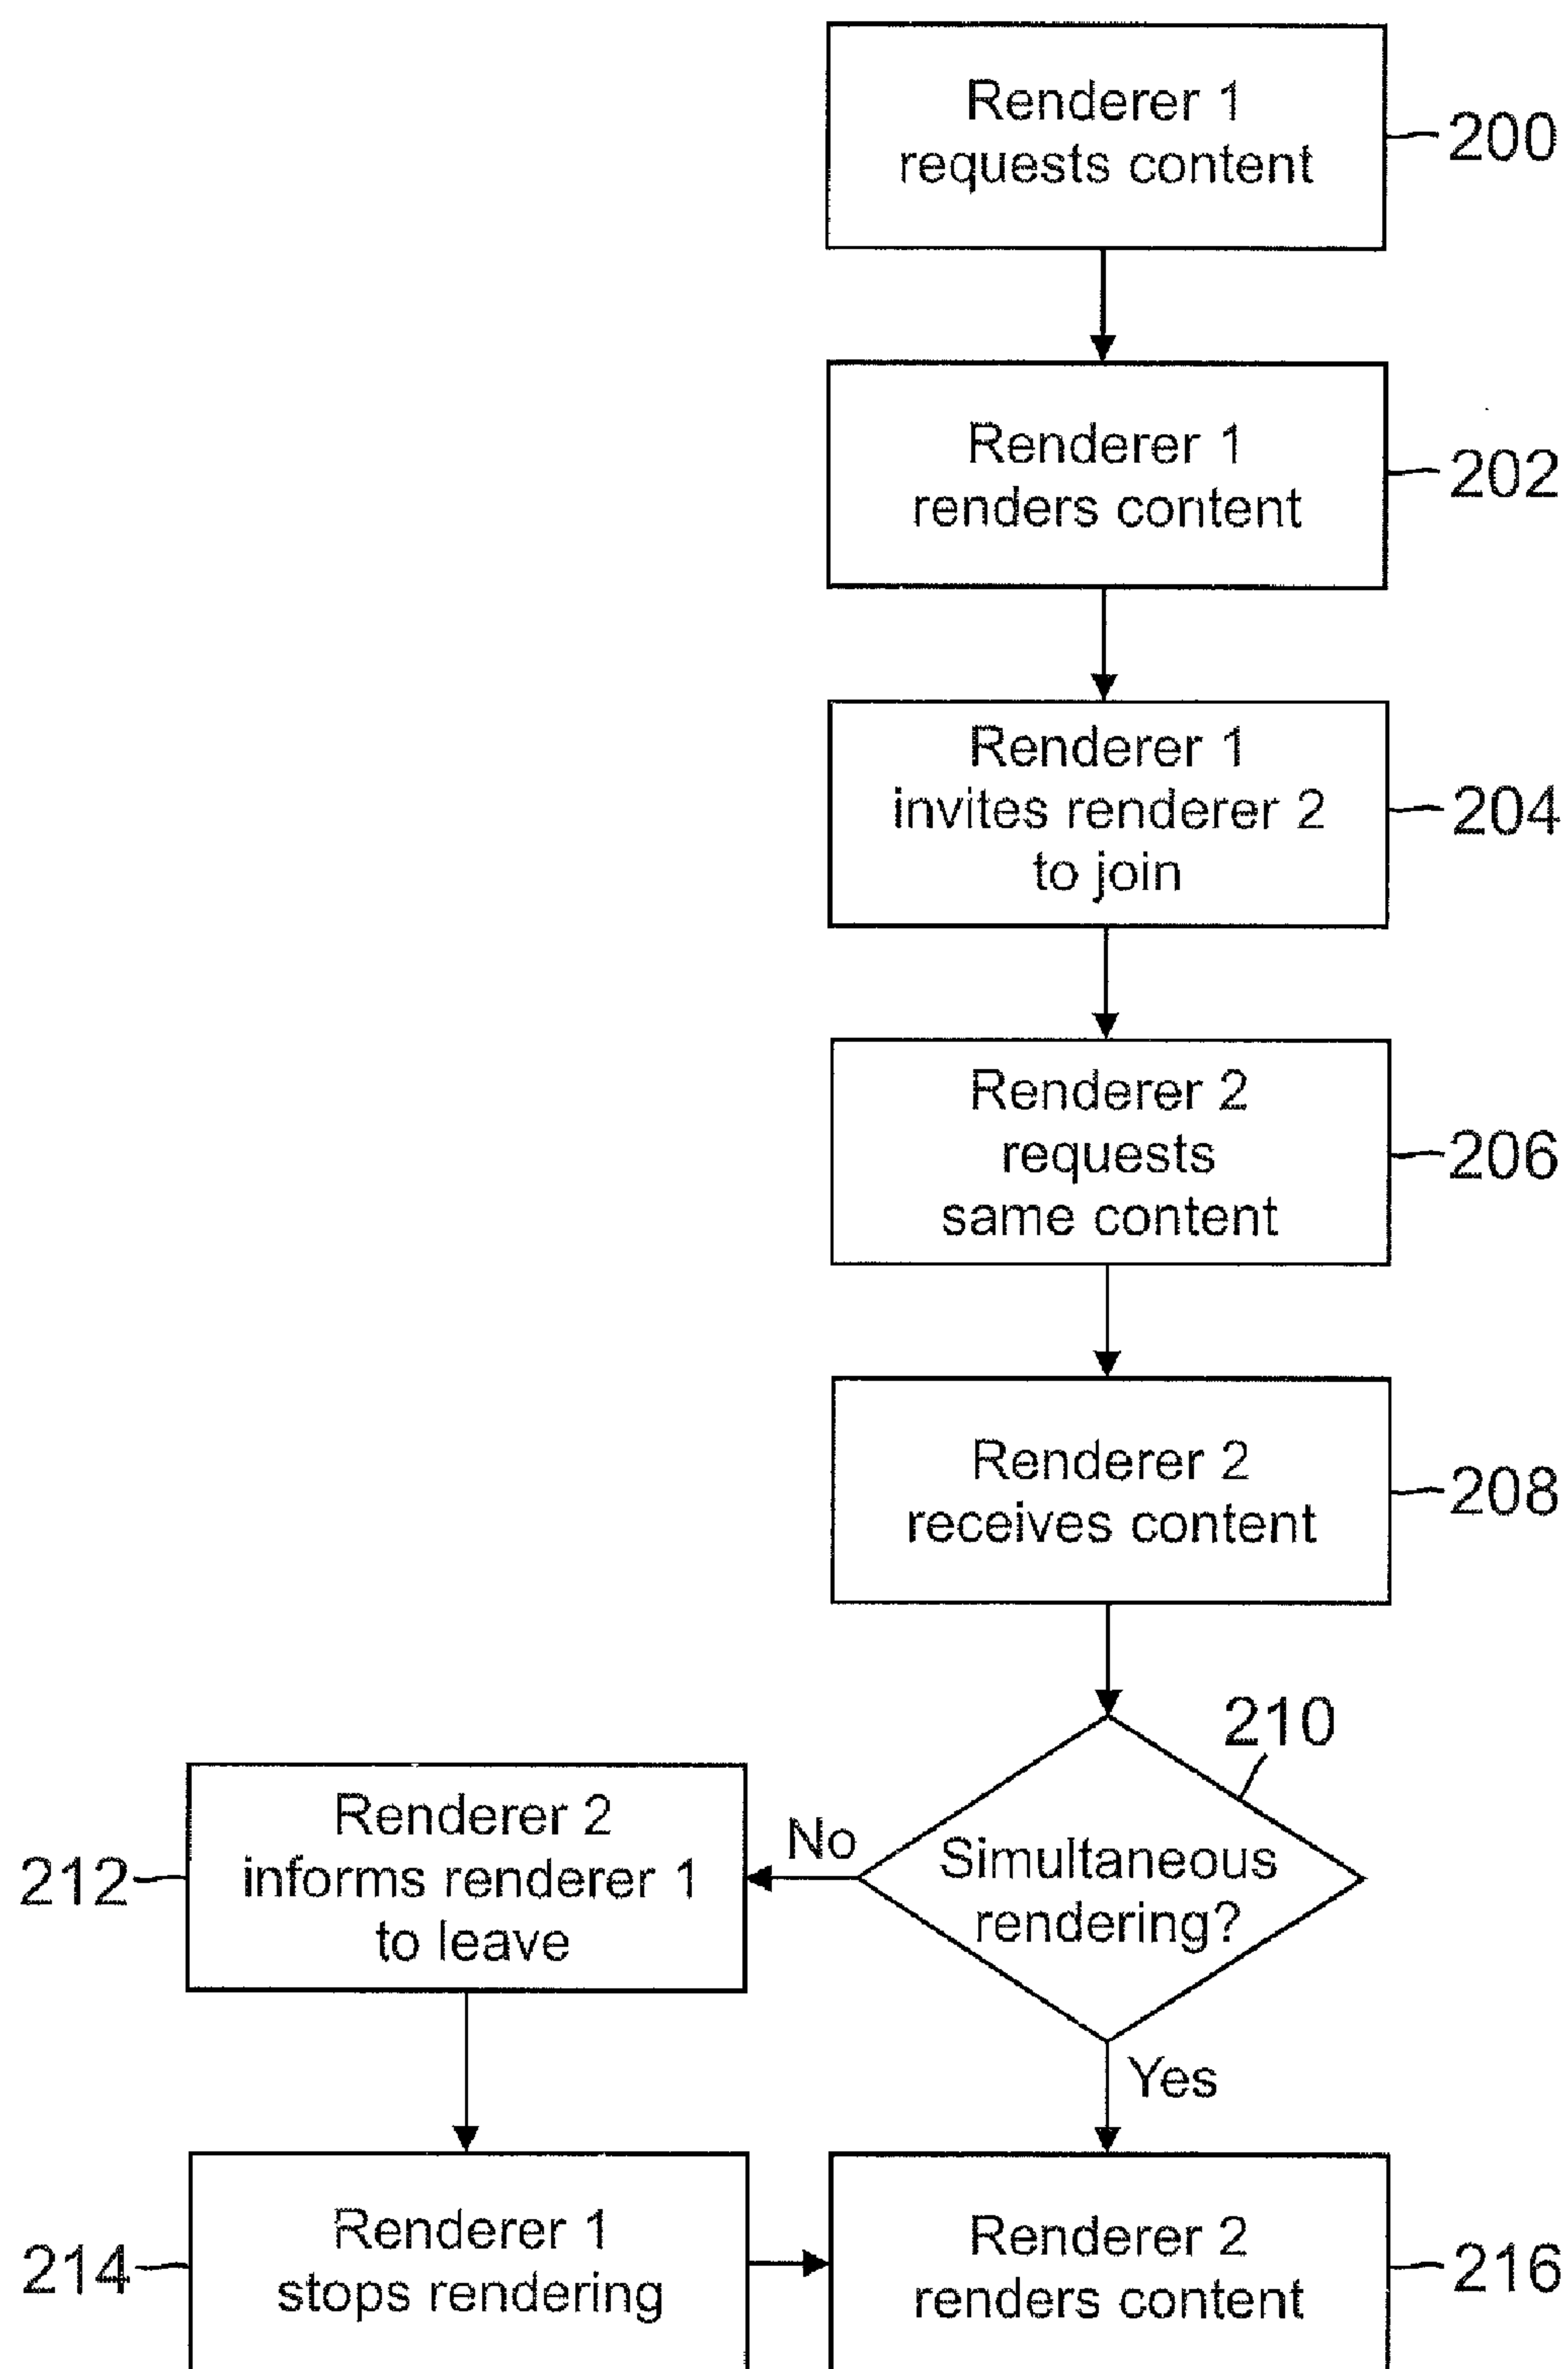 Renderer 1
requests content
200
Renderer 1
renders content
202
Renderer 1
invites renderer 2
to join
204
Renderer 2
requests
same content
206
Renderer 2
receives content
208
210
Simultaneous
rendering?
No
Yes
Renderer 2
informs renderer 1
to leave
212
Renderer 1
stops rendering
214
Renderer 2
renders content
216